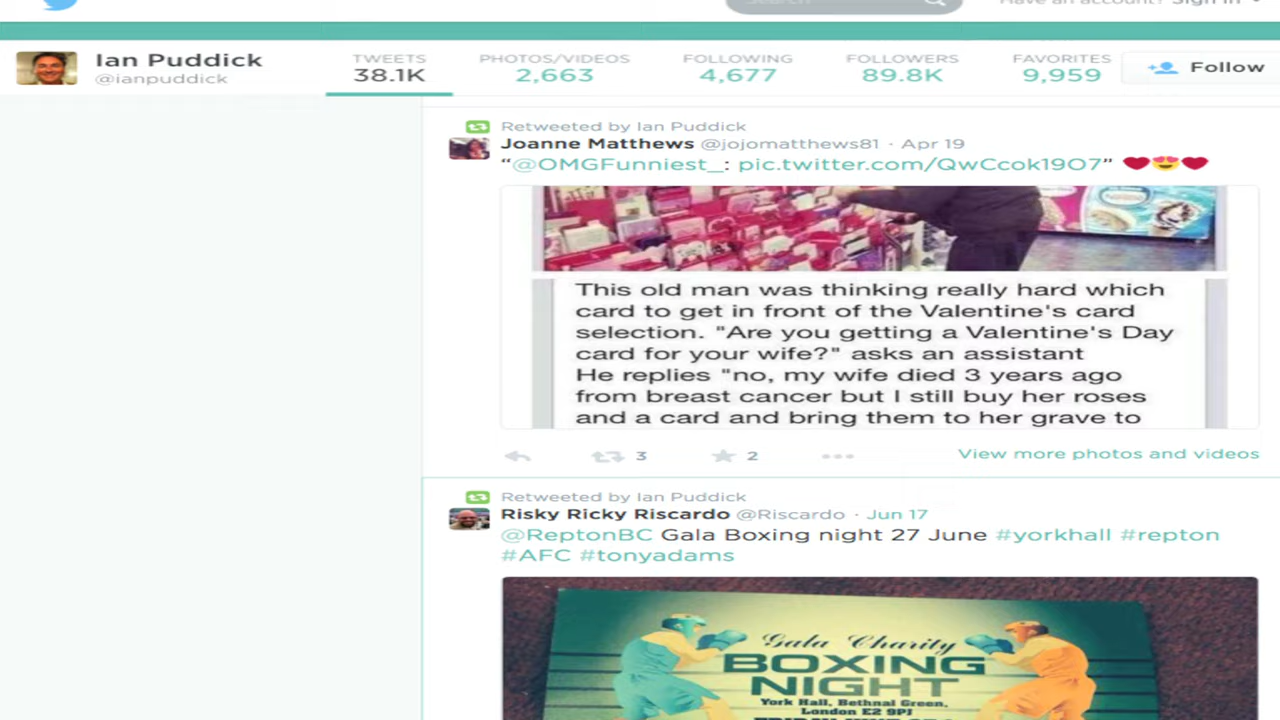 Search
Have an account? Sign in
Ian Puddick
@ianpuddick
TWEETS
38.1K
PHOTOS/VIDEOS
2,663
FOLLOWING
4,677
FOLLOWERS
89.8K
FAVORITES
9,959
Follow
Retweeted by Ian Puddick
Joanne Matthews @jojomatthews81 · Apr 19
“@OMGFunniest_: pic.twitter.com/QwCcok19O7” ❤️😍❤️
This old man was thinking really hard which
card to get in front of the Valentine's card
selection. "Are you getting a Valentine's Day
card for your wife?" asks an assistant
He replies "no, my wife died 3 years ago
from breast cancer but I still buy her roses
and a card and bring them to her grave to
3
2
View more photos and videos
Retweeted by Ian Puddick
Risky Ricky Riscardo @Riscardo · Jun 17
@ReptonBC Gala Boxing night 27 June #yorkhall #repton
#AFC #tonyadams
Gala Charity
BOXING
NIGHT
York Hall, Bethnal Green,
London E2 9PJ